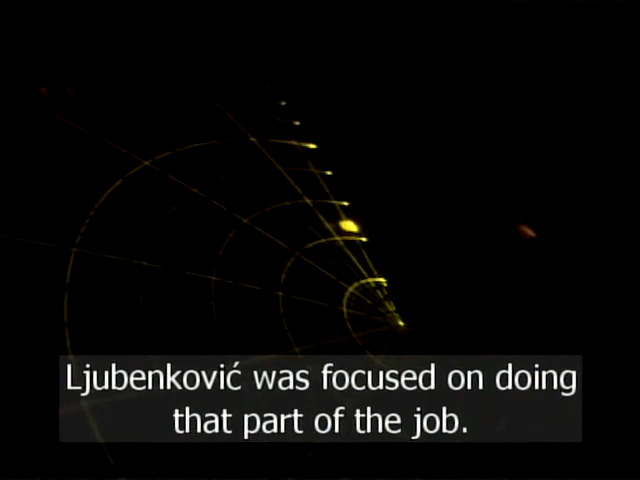 Ljubenković was focused on doing
that part of the job.